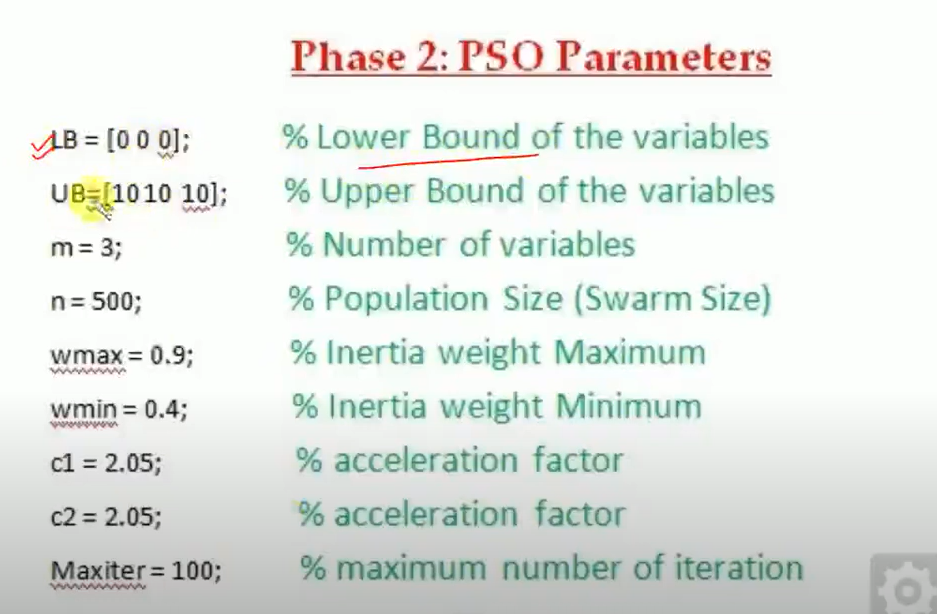 Phase 2: PSO Parameters
LB = [0 0 0]; % Lower Bound of the variables
UB=[10 10 10]; % Upper Bound of the variables
m = 3; % Number of variables
n = 500; % Population Size (Swarm Size)
wmax = 0.9; % Inertia weight Maximum
wmin = 0.4; % Inertia weight Minimum
c1 = 2.05; % acceleration factor
c2 = 2.05; % acceleration factor
Maxiter = 100; % maximum number of iteration